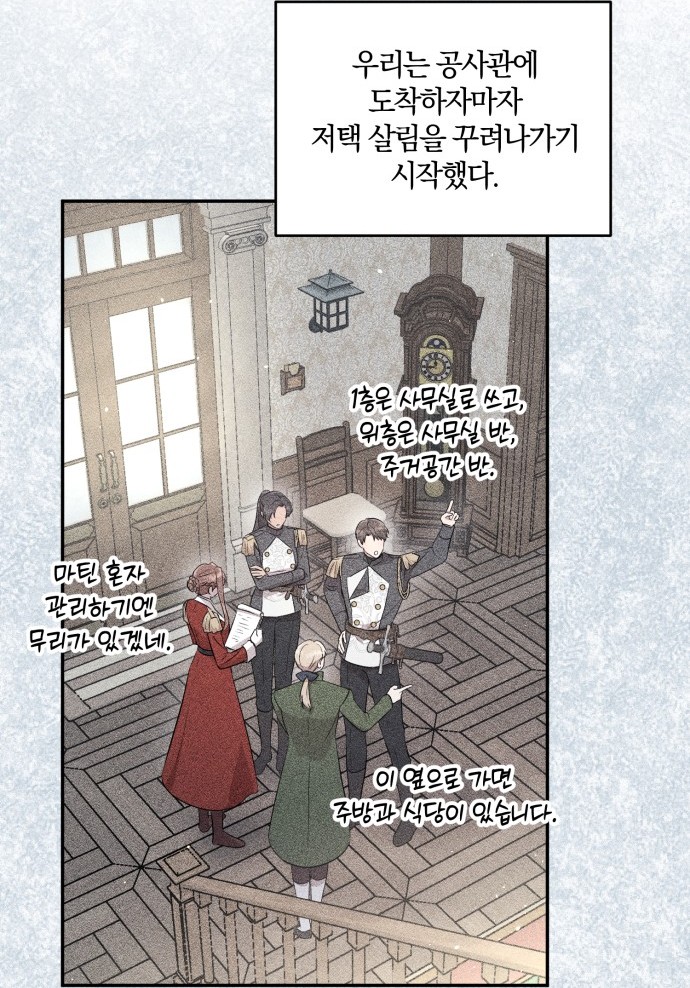 우리는 공사관에
도착하자마자
저택 살림을 꾸려나가기
시작했다.
1층은 사무실로 쓰고,
위층은 사무실 반,
주거공간 반.
마틴 혼자
관리하기엔
무리가 있겠네.
이 옆으로 가면
주방과 식당이 있습니다.